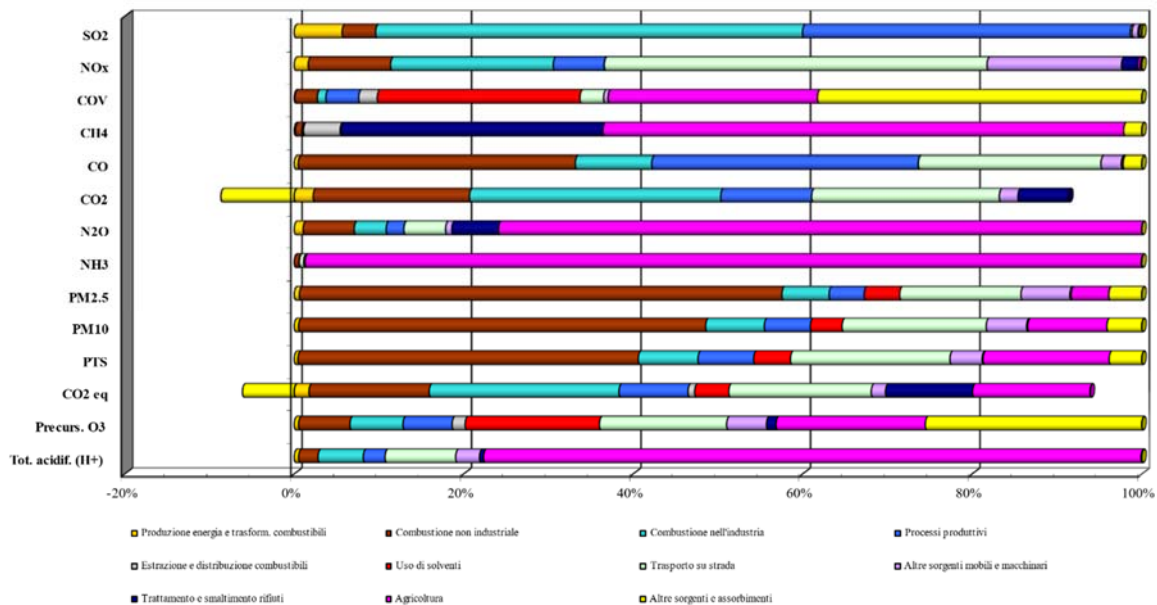 SO2
NOx
COV
CH4
CO
CO2
N2O
NH3
PM2.5
PM10
PTS
CO2 eq
Precurs. O3
Tot. acidif. (H+)
-20% 0% 20% 40% 60% 80% 100%
Produzione energia e trasform. combustibili Combustione non industriale Combustione nell'industria Processi produttivi
Estrazione e distribuzione combustibili Uso di solventi Trasporto su strada Altre sorgenti mobili e macchinari
Trattamento e smaltimento rifiuti Agricoltura Altre sorgenti e assorbimenti